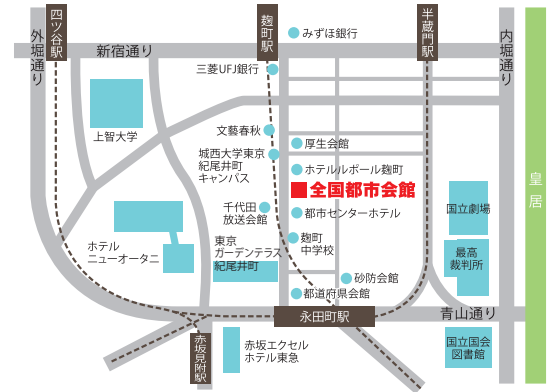 四ツ谷駅
麹町駅
半蔵門駅
外堀通り
新宿通り
みずほ銀行
内堀通り
三菱UFJ銀行
上智大学
文藝春秋
厚生会館
城西大学東京
紀尾井町
キャンバス
ホテルルポール麹町
全国都市会館
皇居
千代田
放送会館
都市センターホテル
国立劇場
ホテル
ニューオータニ
東京
ガーデンテラス
紀尾井町
麹町
中学校
最高
裁判所
砂防会館
都道府県会館
永田町駅
青山通り
赤坂見附駅
赤坂エクセル
ホテル東急
国立国会
図書館